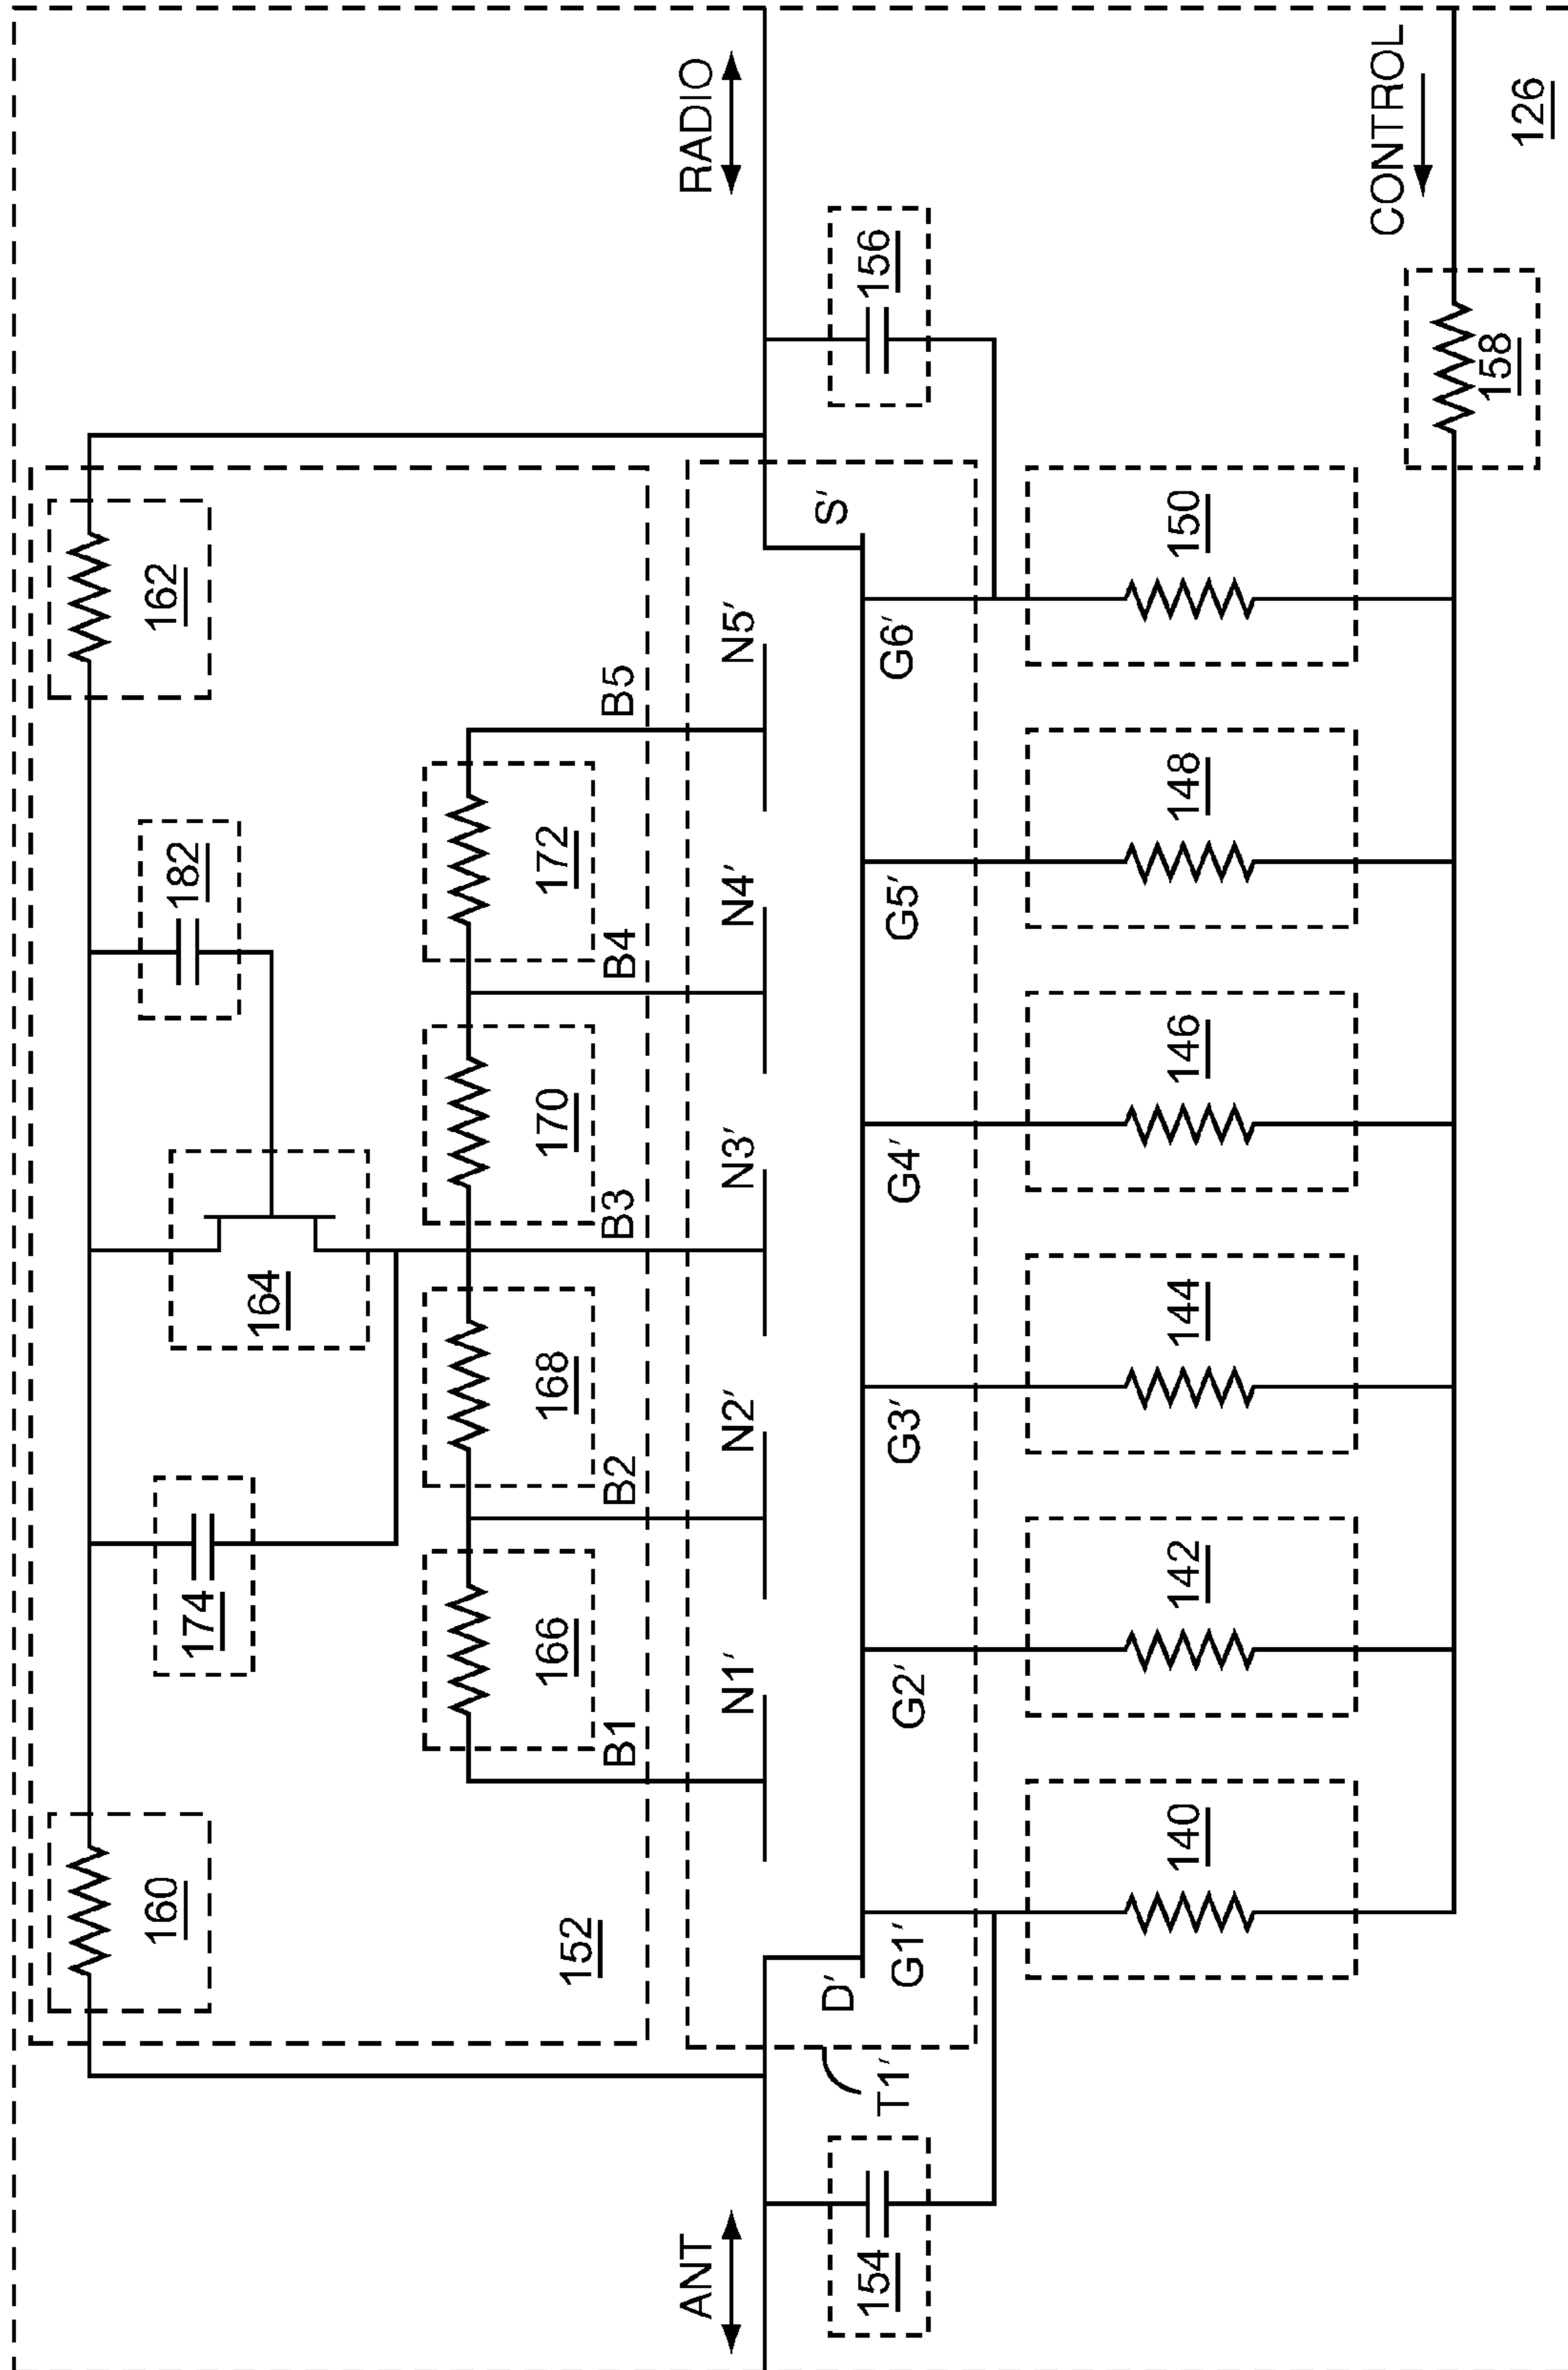 160
162
174
182
164
152
166
168
170
172
B1
B2
B3
B4
B5
ANT
RADIO
N1′
N2′
N3′
N4′
N5′
D′
S′
154
T1′
156
G1′
G2′
G3′
G4′
G5′
G6′
140
142
144
146
148
150
CONTROL
158
126